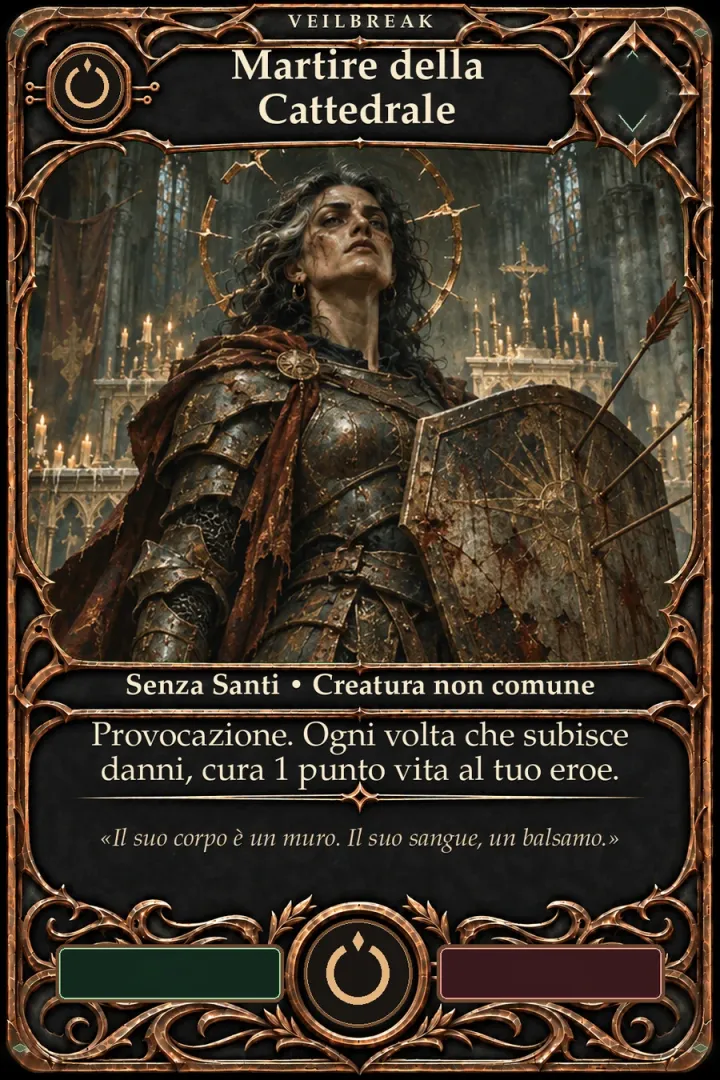 VEILBREAK
Martire della
Cattedrale
Senza Santi • Creatura non comune
Provocazione. Ogni volta che subisce
danni, cura 1 punto vita al tuo eroe.
«Il suo corpo è un muro. Il suo sangue, un balsamo.»